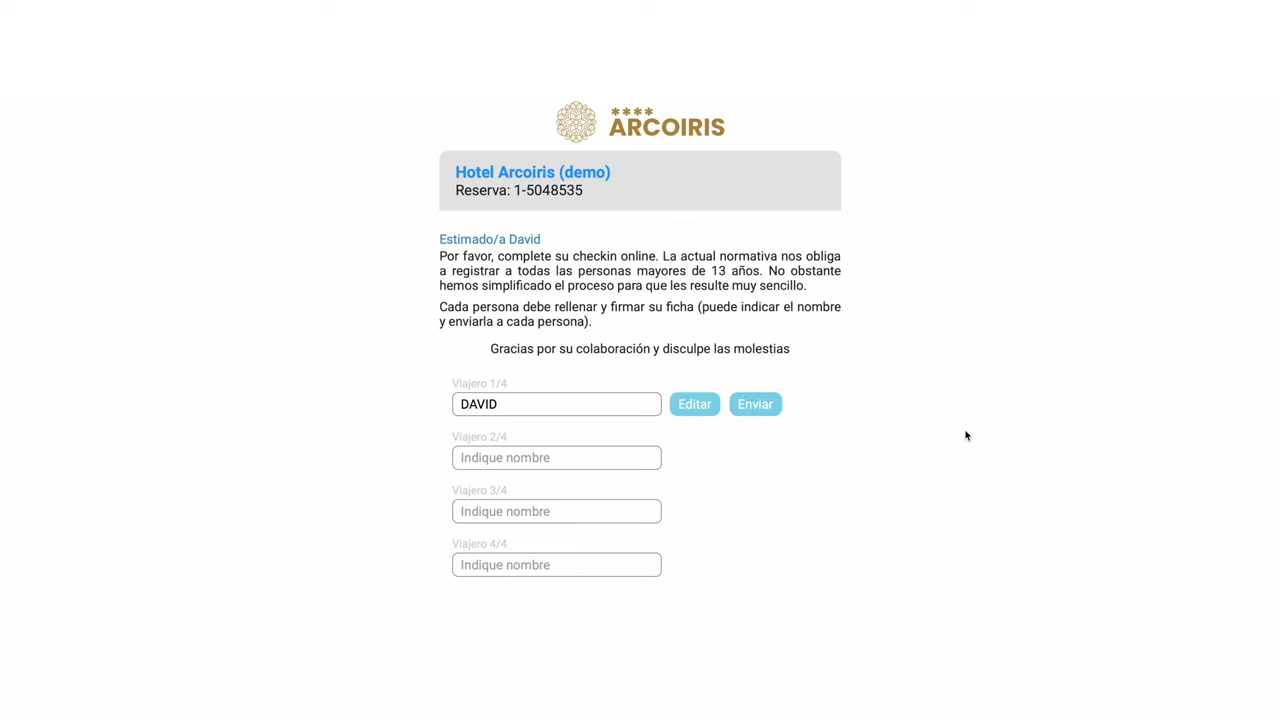 ****
ARCOIRIS
Hotel Arcoiris (demo)
Reserva: 1-5048535
Estimado/a David
Por favor, complete su checkin online. La actual normativa nos obliga
a registrar a todas las personas mayores de 13 años. No obstante
hemos simplificado el proceso para que les resulte muy sencillo.
Cada persona debe rellenar y firmar su ficha (puede indicar el nombre
y enviarla a cada persona).
Gracias por su colaboración y disculpe las molestias
Viajero 1/4
DAVID Editar Enviar
Viajero 2/4
Indique nombre
Viajero 3/4
Indique nombre
Viajero 4/4
Indique nombre